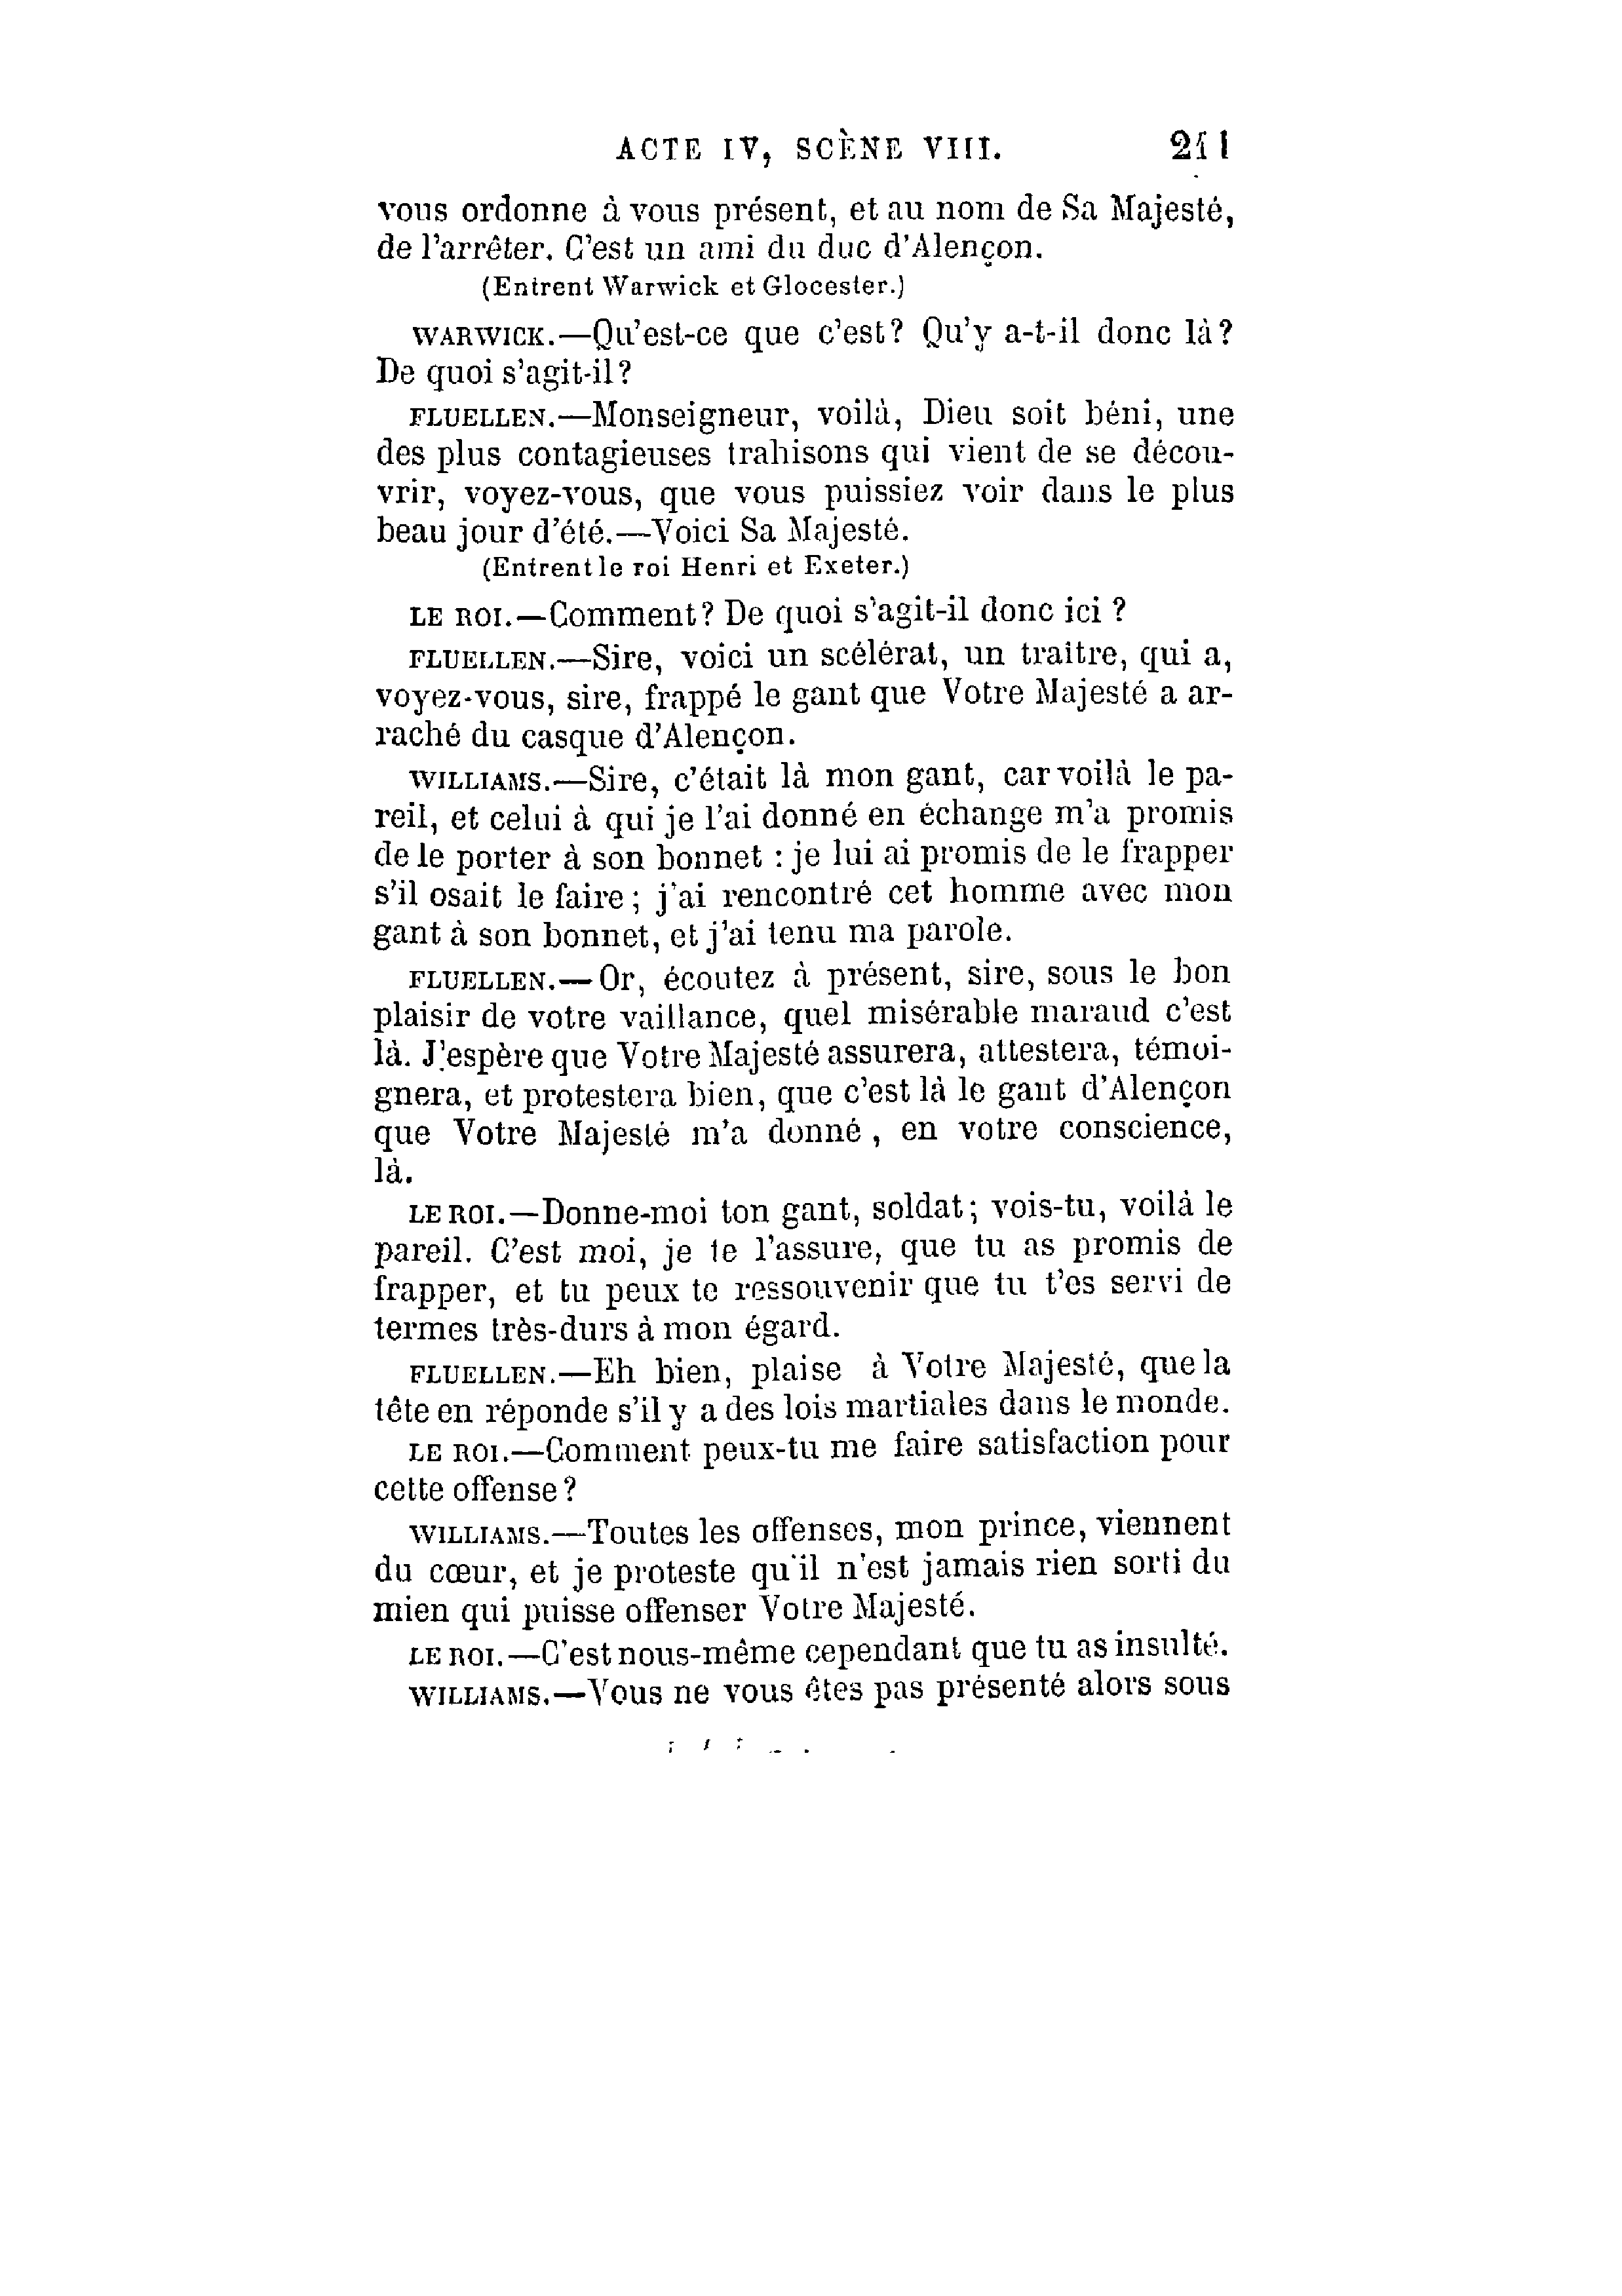 ACTE IV, SCÈNE VIII. 211
vous ordonne à vous présent, et au nom de Sa Majesté,
de l'arrêter. C'est un ami du duc d'Alençon.
(Entrent Warwick et Glocester.)
WARWICK.—Qu'est-ce que c'est? Qu'y a-t-il donc là?
De quoi s'agit-il?
FLUELLEN.—Monseigneur, voilà, Dieu soit béni, une
des plus contagieuses trahisons qui vient de se décou-
vrir, voyez-vous, que vous puissiez voir dans le plus
beau jour d'été.—Voici Sa Majesté.
(Entrent le roi Henri et Exeter.)
LE ROI.—Comment? De quoi s'agit-il donc ici ?
FLUELLEN.—Sire, voici un scélérat, un traître, qui a,
voyez-vous, sire, frappé le gant que Votre Majesté a ar-
raché du casque d'Alençon.
WILLIAMS.—Sire, c'était là mon gant, car voilà le pa-
reil, et celui à qui je l'ai donné en échange m'a promis
de le porter à son bonnet : je lui ai promis de le frapper
s'il osait le faire ; j'ai rencontré cet homme avec mon
gant à son bonnet, et j'ai tenu ma parole.
FLUELLEN.—Or, écoutez à présent, sire, sous le bon
plaisir de votre vaillance, quel misérable maraud c'est
là. J'espère que Votre Majesté assurera, attestera, témoi-
gnera, et protestera bien, que c'est là le gant d'Alençon
que Votre Majesté m'a donné , en votre conscience,
là.
LE ROI.—Donne-moi ton gant, soldat ; vois-tu, voilà le
pareil. C'est moi, je te l'assure, que tu as promis de
frapper, et tu peux te ressouvenir que tu t'es servi de
termes très-durs à mon égard.
FLUELLEN.—Eh bien, plaise à Votre Majesté, que la
tête en réponde s'il y a des lois martiales dans le monde.
LE ROI.—Comment peux-tu me faire satisfaction pour
cette offense ?
WILLIAMS.—Toutes les offenses, mon prince, viennent
du cœur, et je proteste qu'il n'est jamais rien sorti du
mien qui puisse offenser Votre Majesté.
LE ROI.—C'est nous-même cependant que tu as insulté.
WILLIAMS.—Vous ne vous êtes pas présenté alors sous